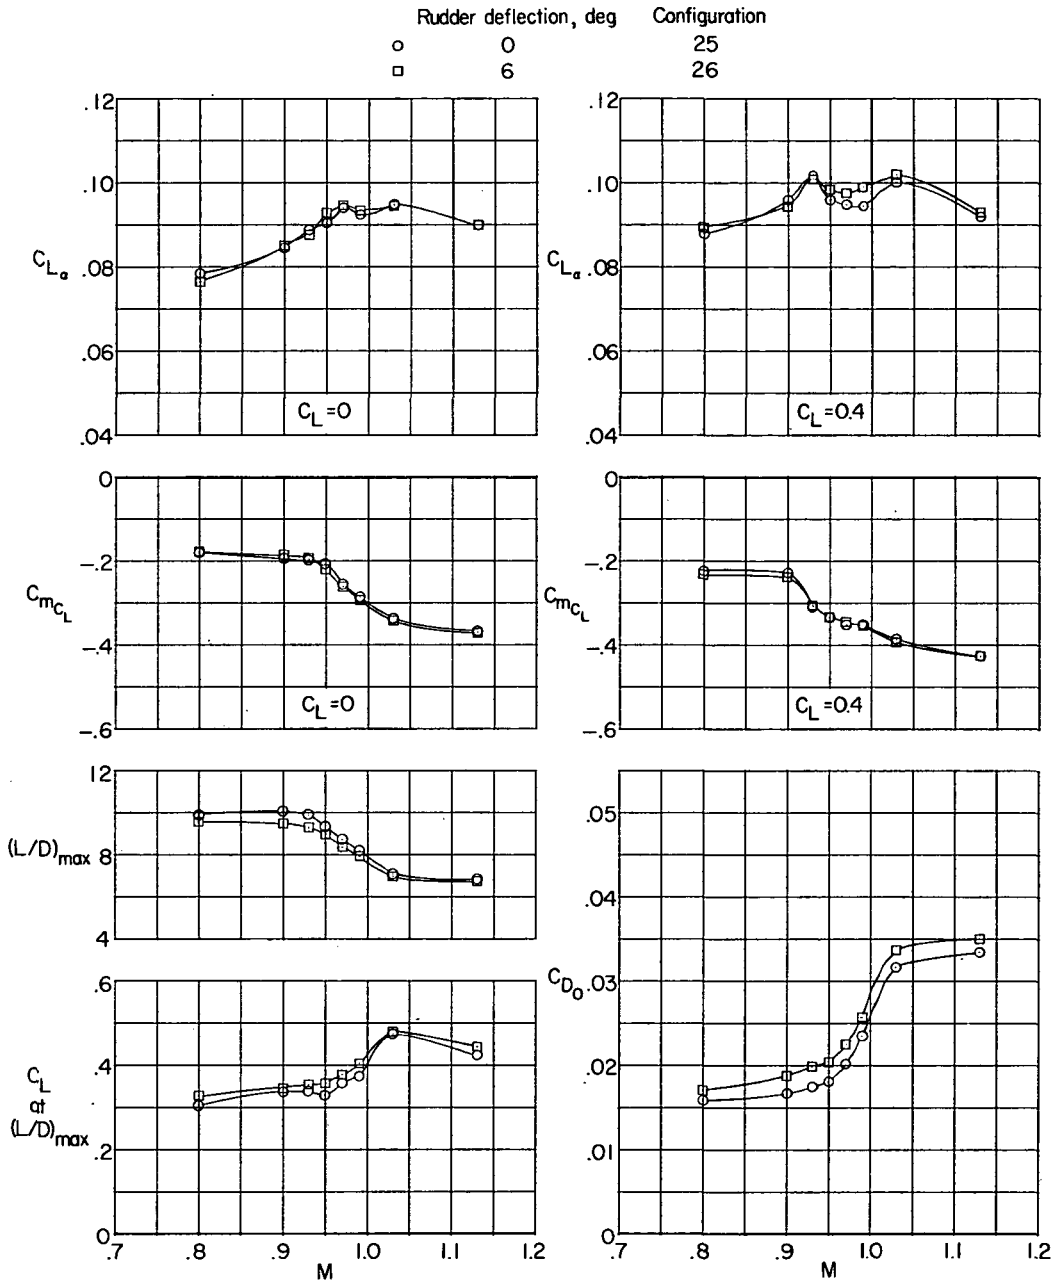 Rudder deflection, deg Configuration
○ 0 25
□ 6 26
.12
.10
C_Lα .08
.06
.04
C_L=0
.12
.10
C_Lα .08
.06
.04
C_L=0.4
0
-.2
C_mC_L
-.4
-.6
C_L=0
0
-.2
C_mC_L
-.4
-.6
C_L=0.4
12
(L/D)max 8
4
.6
C_L .4
at
(L/D)max
.2
0
.7 .8 .9 1.0 1.1 1.2
M
.05
.04
C_D0 .03
.02
.01
0
.7 .8 .9 1.0 1.1 1.2
M